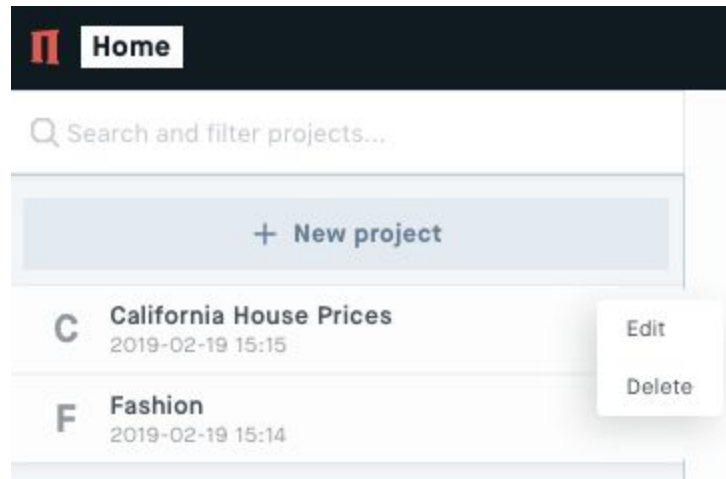 Home
Search and filter projects...
+ New project
C California House Prices
2019-02-19 15:15
Edit
Delete
F Fashion
2019-02-19 15:14